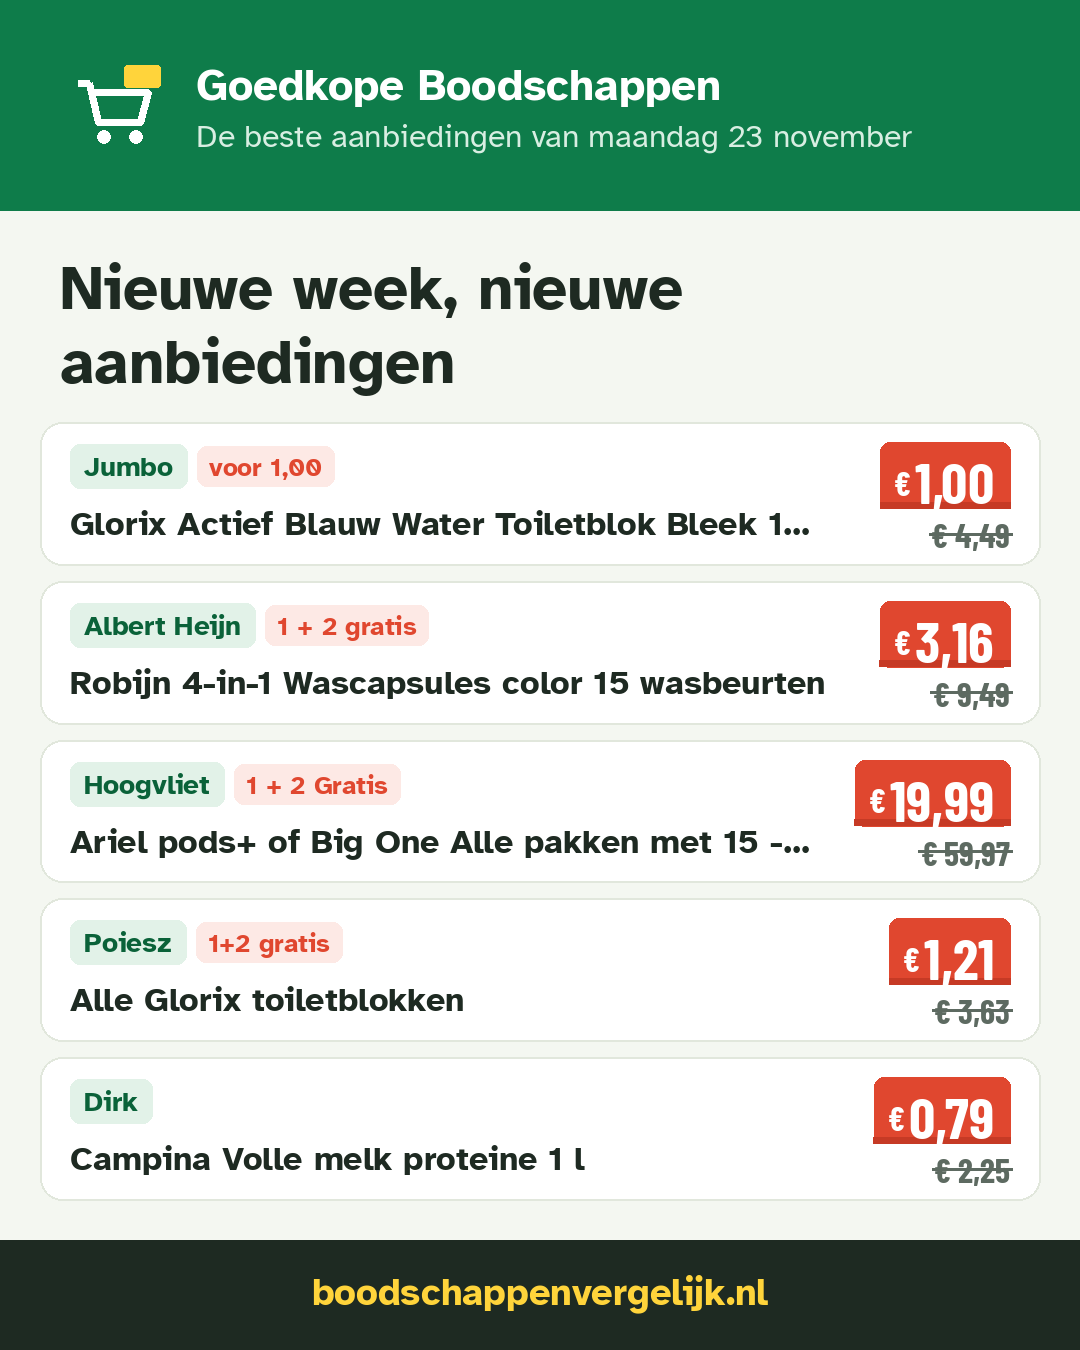 Goedkope Boodschappen
De beste aanbiedingen van maandag 23 november
Nieuwe week, nieuwe
aanbiedingen
Jumbo
voor 1,00
Glorix Actief Blauw Water Toiletblok Bleek 1...
€ 1,00
€ 4,49
Albert Heijn
1 + 2 gratis
Robijn 4-in-1 Wascapsules color 15 wasbeurten
€ 3,16
€ 9,49
Hoogvliet
1 + 2 Gratis
Ariel pods+ of Big One Alle pakken met 15 -...
€ 19,99
€ 59,97
Poiesz
1+2 gratis
Alle Glorix toiletblokken
€ 1,21
€ 3,63
Dirk
Campina Volle melk proteine 1 l
€ 0,79
€ 2,25
boodschappenvergelijk.nl